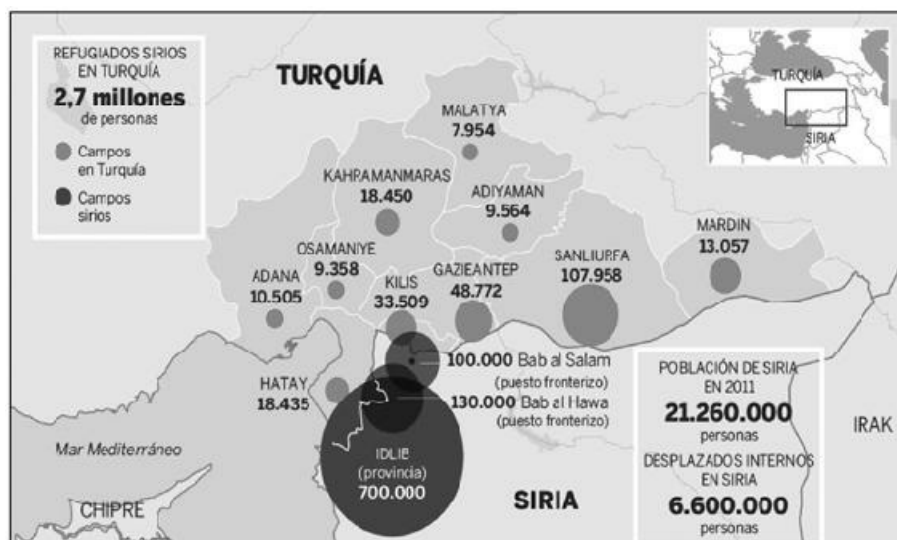 REFUGIADOS SIRIOS
EN TURQUÍA
2,7 millones
de personas
Campos
en Turquía
Campos
sirios
TURQUÍA
MALATYA
7.954
KAHRAMANMARAS
18.450
ADIYAMAN
9.564
OSAMANIYE
9.358
ADANA
10.505
KILIS
33.509
GAZIEANTEP
48.772
SANLIURFA
107.958
MARDIN
13.057
HATAY
18.435
100.000 Bab al Salam
(puesto fronterizo)
130.000 Bab al Hawa
(puesto fronterizo)
IDLIB
(provincia)
700.000
Mar Mediterráneo
CHIPRE
SIRIA
IRAK
TURQUÍA
SIRIA
POBLACIÓN DE SIRIA
EN 2011
21.260.000
personas
DESPLAZADOS INTERNOS
EN SIRIA
6.600.000
personas